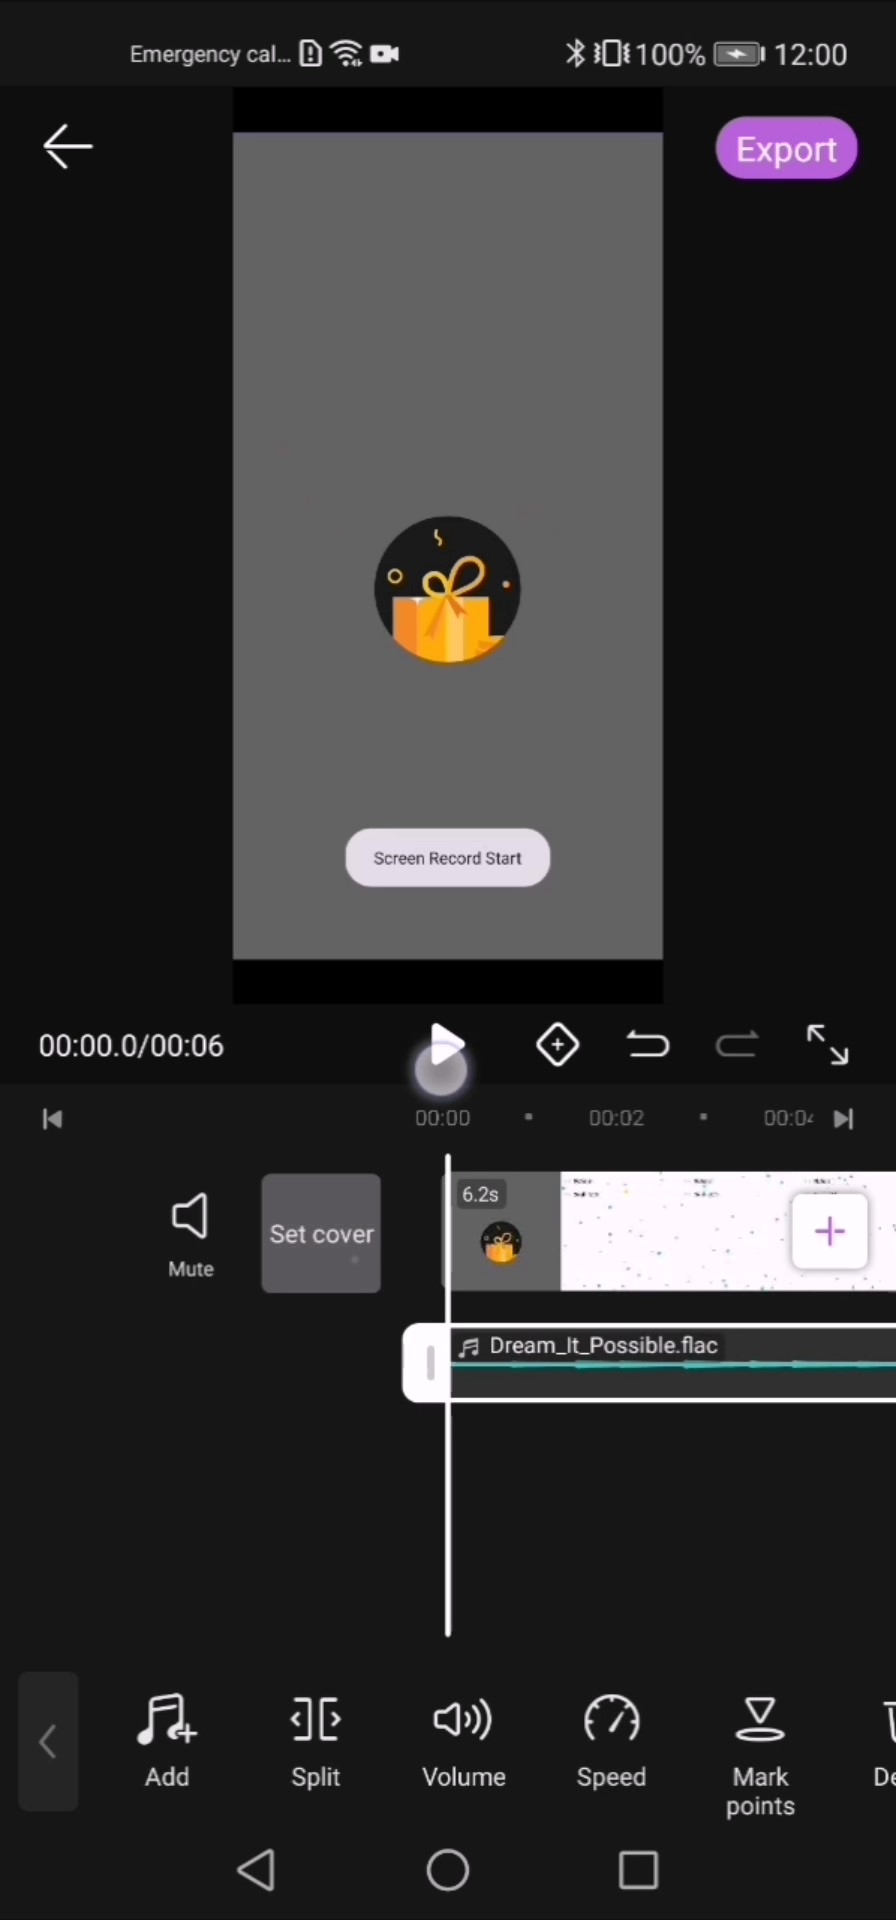 Emergency cal... 100% 12:00
Export
Screen Record Start
00:00.0/00:06
00:00 00:02 00:04
Mute
Set cover
6.2s
Dream_It_Possible.flac
Add
Split
Volume
Speed
Mark
points
De